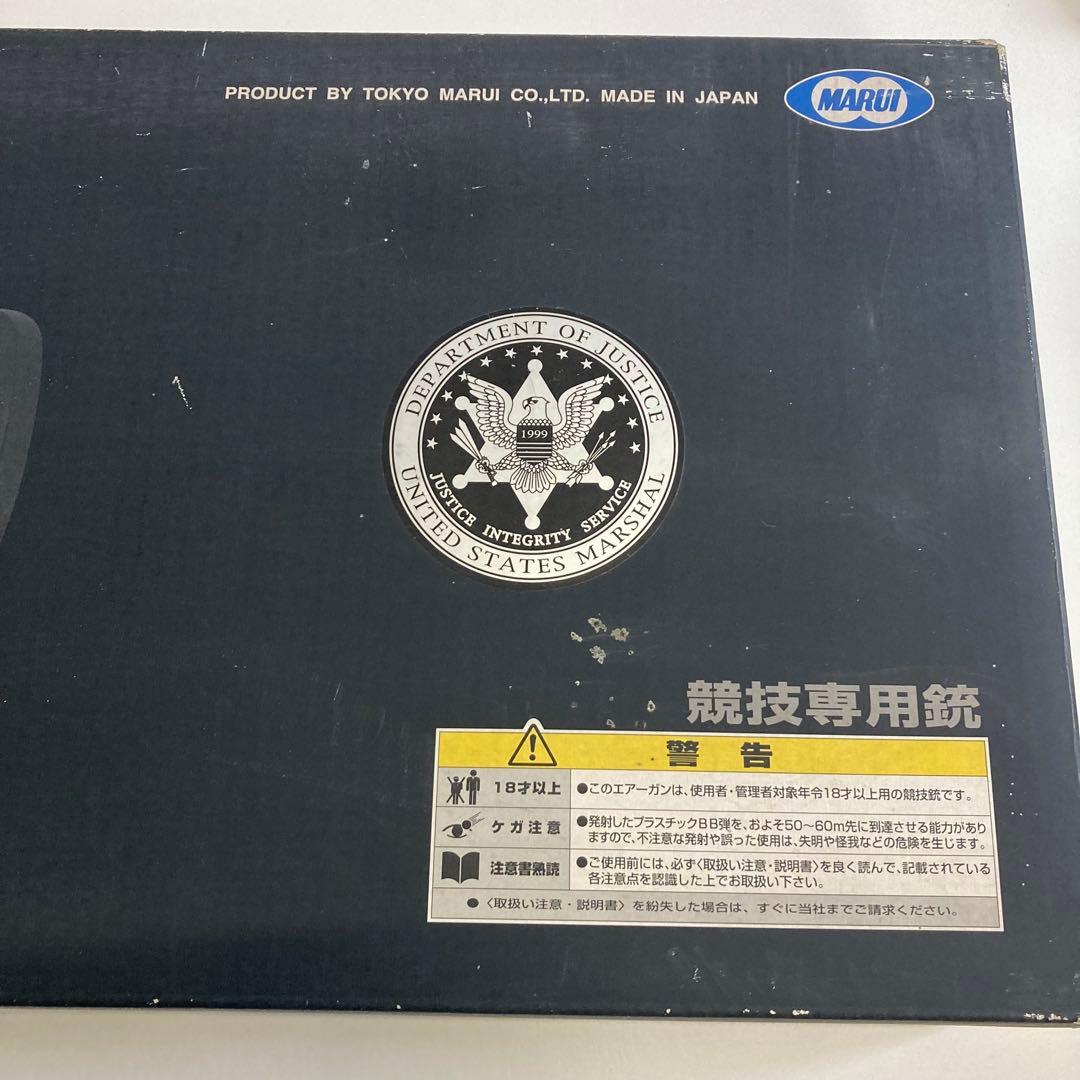 PRODUCT BY TOKYO MARUI CO.,LTD. MADE IN JAPAN
MARUI
DEPARTMENT OF JUSTICE
1999
JUSTICE INTEGRITY SERVICE
UNITED STATES MARSHAL
競技専用銃
警告
18才以上
●このエアーガンは、使用者・管理者対象年令18才以上用の競技銃です。
ケガ注意
●発射したプラスチックBB弾を、およそ50〜60m先に到達させる能力があり
ますので、不注意な発射や誤った使用は、失明や怪我などの危険を生じます。
注意書熟読
●ご使用前には、必ず〈取扱い注意・説明書〉を良く読んで、記載されている
各注意点を認識した上でお取扱い下さい。
●〈取扱い注意・説明書〉を紛失した場合は、すぐに当社までご請求ください。